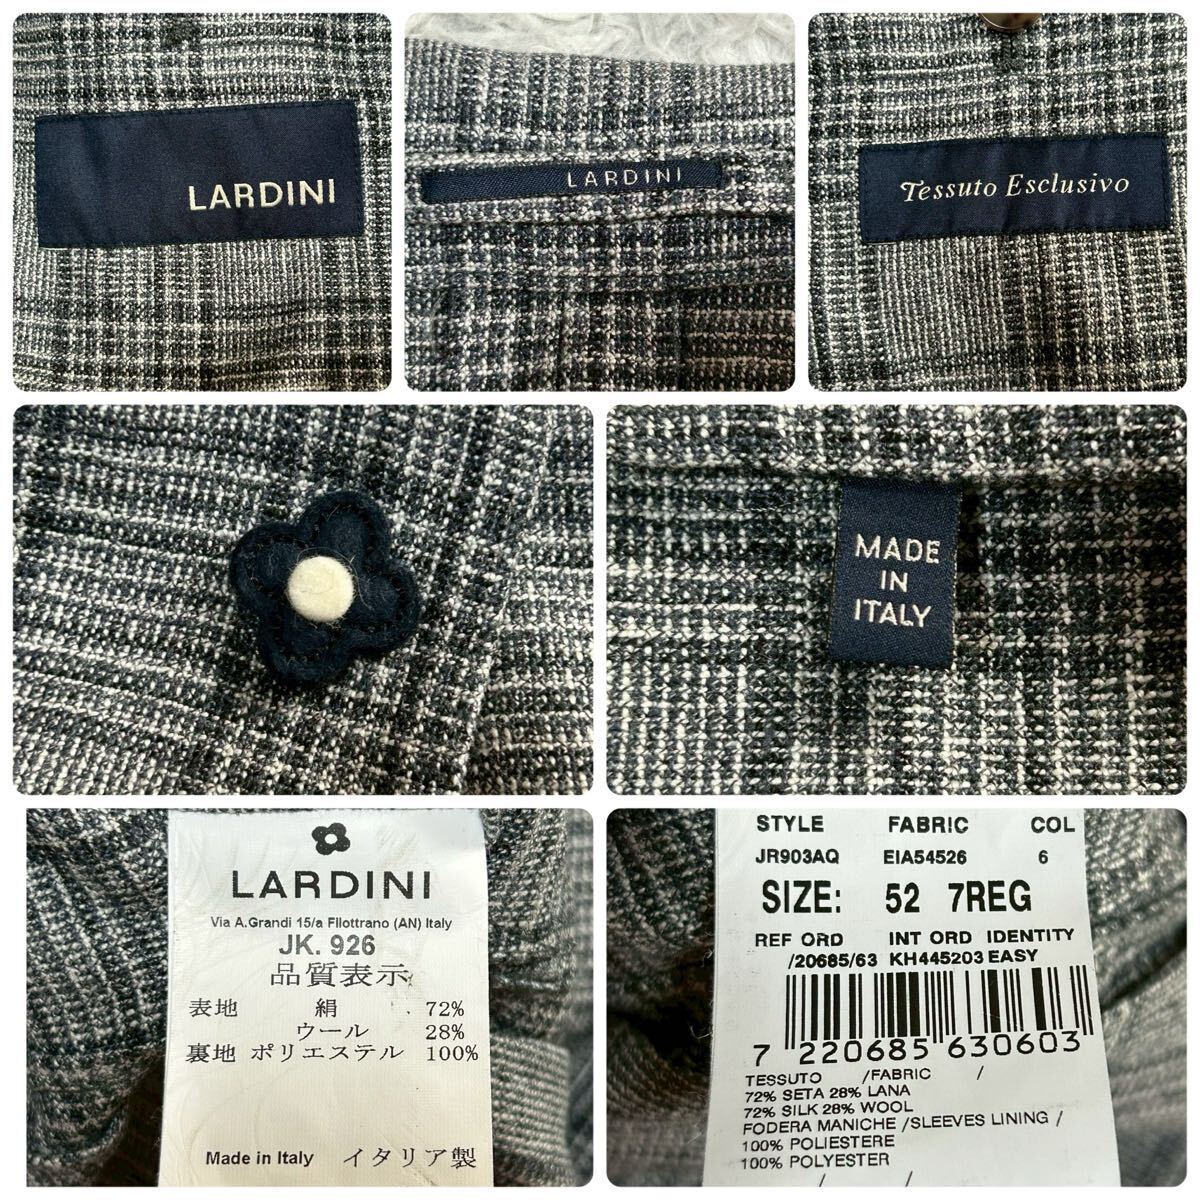 LARDINI
LARDINI
Tessuto Esclusivo
MADE
IN
ITALY
LARDINI
Via A.Grandi 15/a Filottrano (AN) Italy
JK. 926
品質表示
表地 絹 72%
ウール 28%
裏地 ポリエステル 100%
Made in Italy イタリア製
STYLE FABRIC COL
JR903AQ EIA54526 6
SIZE: 52 7REG
REF ORD INT ORD IDENTITY
/20685/63 KH445203 EASY
7 220685 630603
TESSUTO /FABRIC /
72% SETA 28% LANA
72% SILK 28% WOOL
FODERA MANICHE /SLEEVES LINING /
100% POLIESTERE
100% POLYESTER
/ /